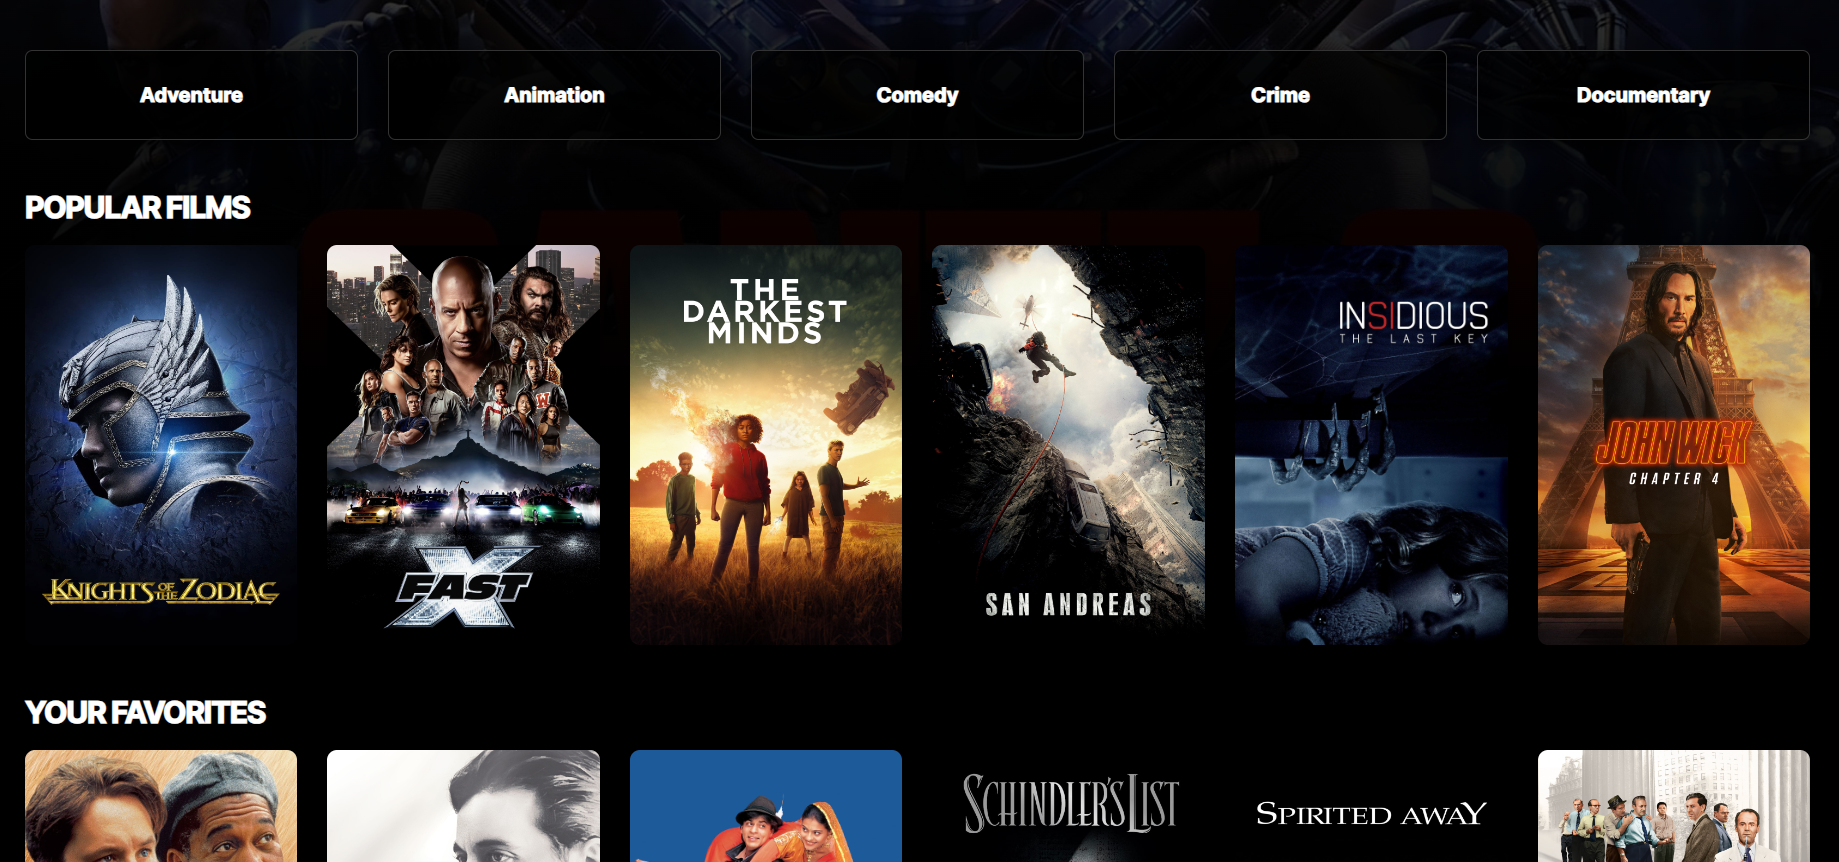 Adventure
Animation
Comedy
Crime
Documentary
POPULAR FILMS
KNIGHTS OF THE ZODIAC
FAST X
THE
DARKEST
MINDS
SAN ANDREAS
INSIDIOUS
THE LAST KEY
JOHN WICK
CHAPTER 4
YOUR FAVORITES
SCHINDLER'S LIST
SPIRITED AWAY